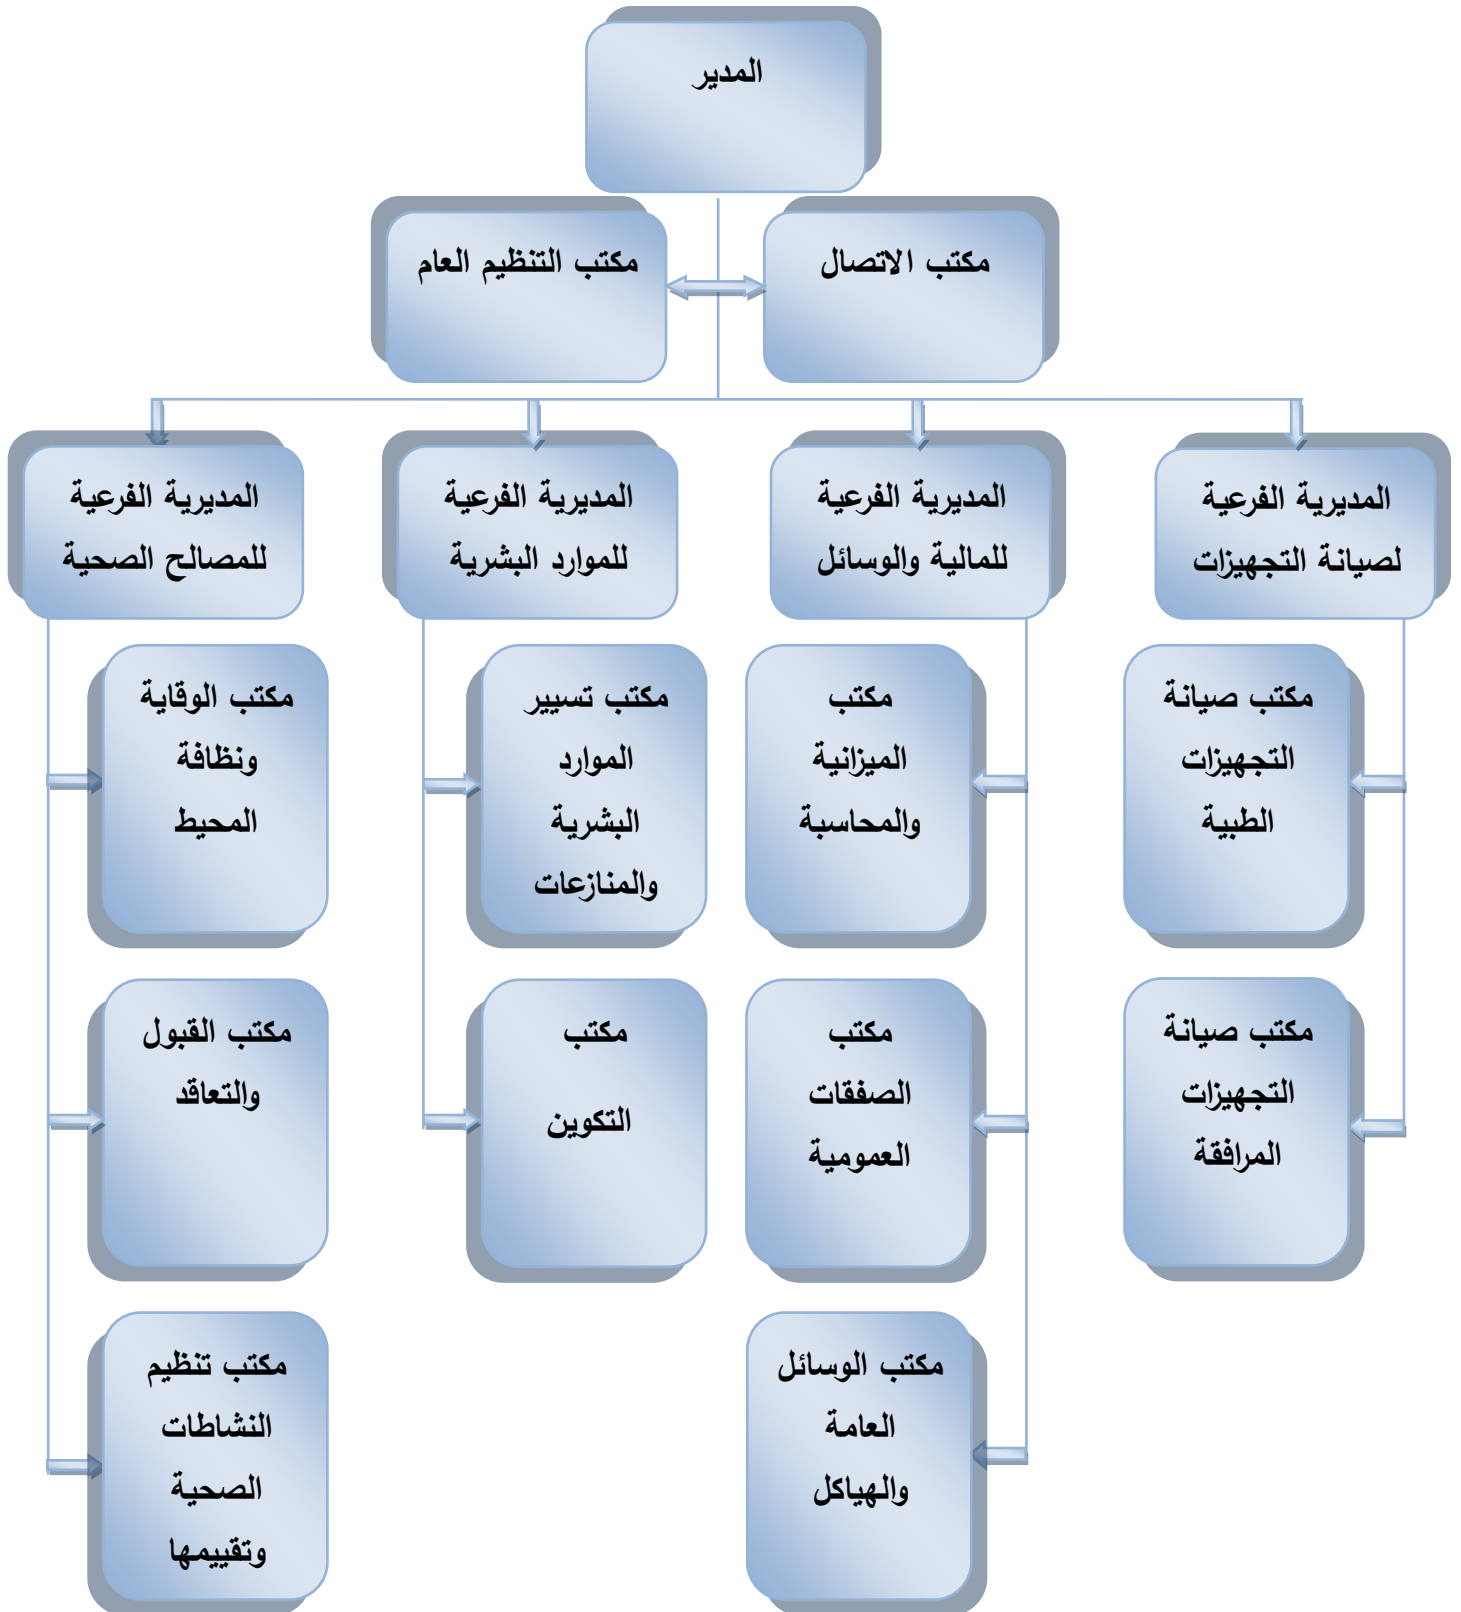 المدير
مكتب الاتصال
مكتب التنظيم العام
المديرية الفرعية
لصيانة التجهيزات
المديرية الفرعية
للمالية والوسائل
المديرية الفرعية
للموارد البشرية
المديرية الفرعية
للمصالح الصحية
مكتب صيانة
التجهيزات
الطبية
مكتب
الميزانية
والمحاسبة
مكتب تسيير
الموارد
البشرية
والمنازعات
مكتب الوقاية
ونظافة
المحيط
مكتب صيانة
التجهيزات
المرافقة
مكتب
الصفقات
العمومية
مكتب
التكوين
مكتب القبول
والتعاقد
مكتب الوسائل
العامة
والهياكل
مكتب تنظيم
النشاطات
الصحية
وتقييمها